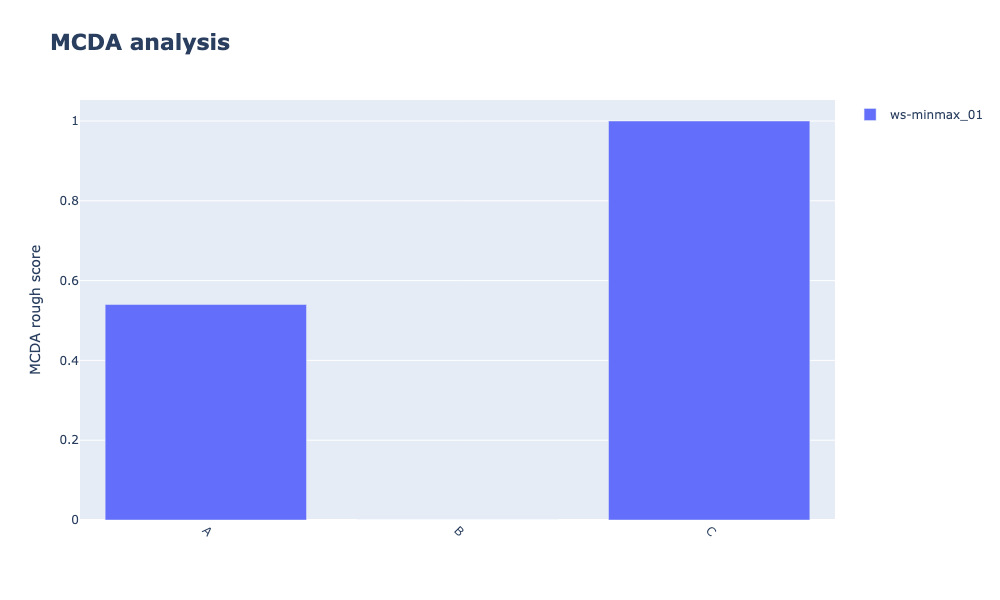 MCDA analysis
ws-minmax_01
MCDA rough score
1
0.8
0.6
0.4
0.2
0
A
B
C